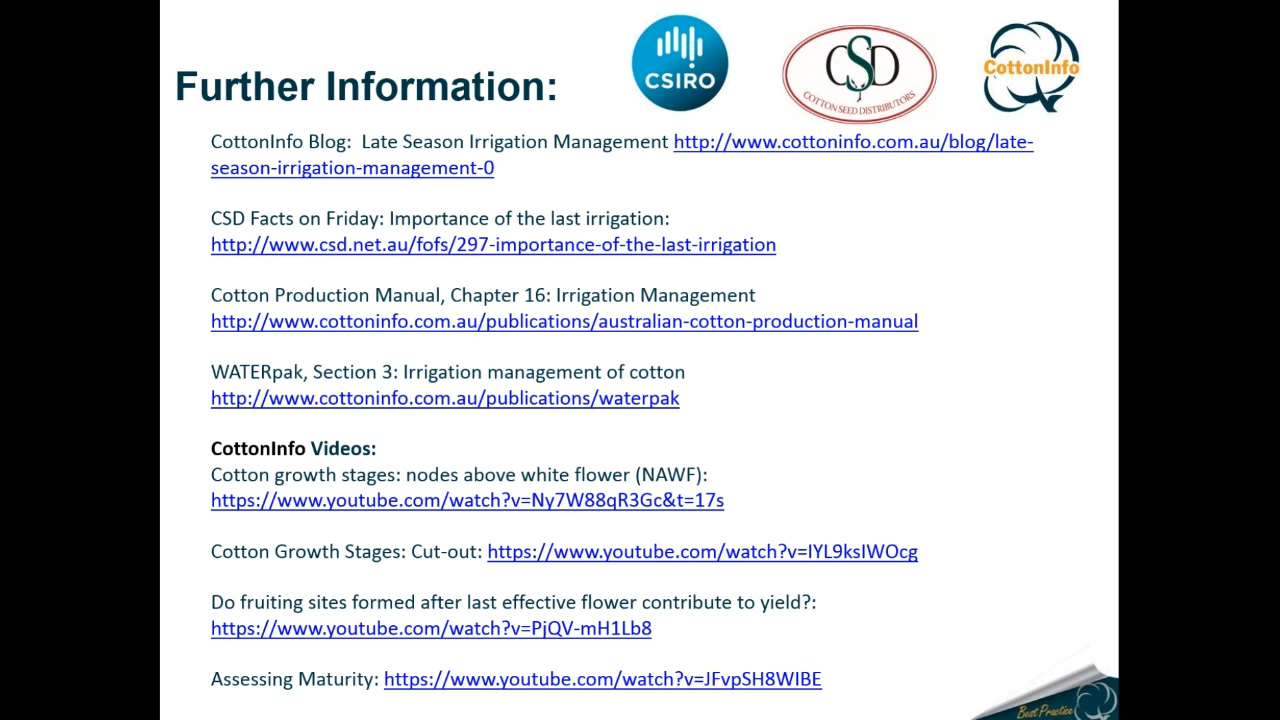 CSIRO
CSD
COTTON SEED DISTRIBUTORS
CottonInfo
Further Information:
CottonInfo Blog:  Late Season Irrigation Management http://www.cottoninfo.com.au/blog/late-
season-irrigation-management-0
CSD Facts on Friday: Importance of the last irrigation:
http://www.csd.net.au/fofs/297-importance-of-the-last-irrigation
Cotton Production Manual, Chapter 16: Irrigation Management
http://www.cottoninfo.com.au/publications/australian-cotton-production-manual
WATERpak, Section 3: Irrigation management of cotton
http://www.cottoninfo.com.au/publications/waterpak
CottonInfo Videos:
Cotton growth stages: nodes above white flower (NAWF):
https://www.youtube.com/watch?v=Ny7W88qR3Gc&t=17s
Cotton Growth Stages: Cut-out: https://www.youtube.com/watch?v=IYL9ksIWOcg
Do fruiting sites formed after last effective flower contribute to yield?:
https://www.youtube.com/watch?v=PjQV-mH1Lb8
Assessing Maturity: https://www.youtube.com/watch?v=JFvpSH8WIBE
Best Practice